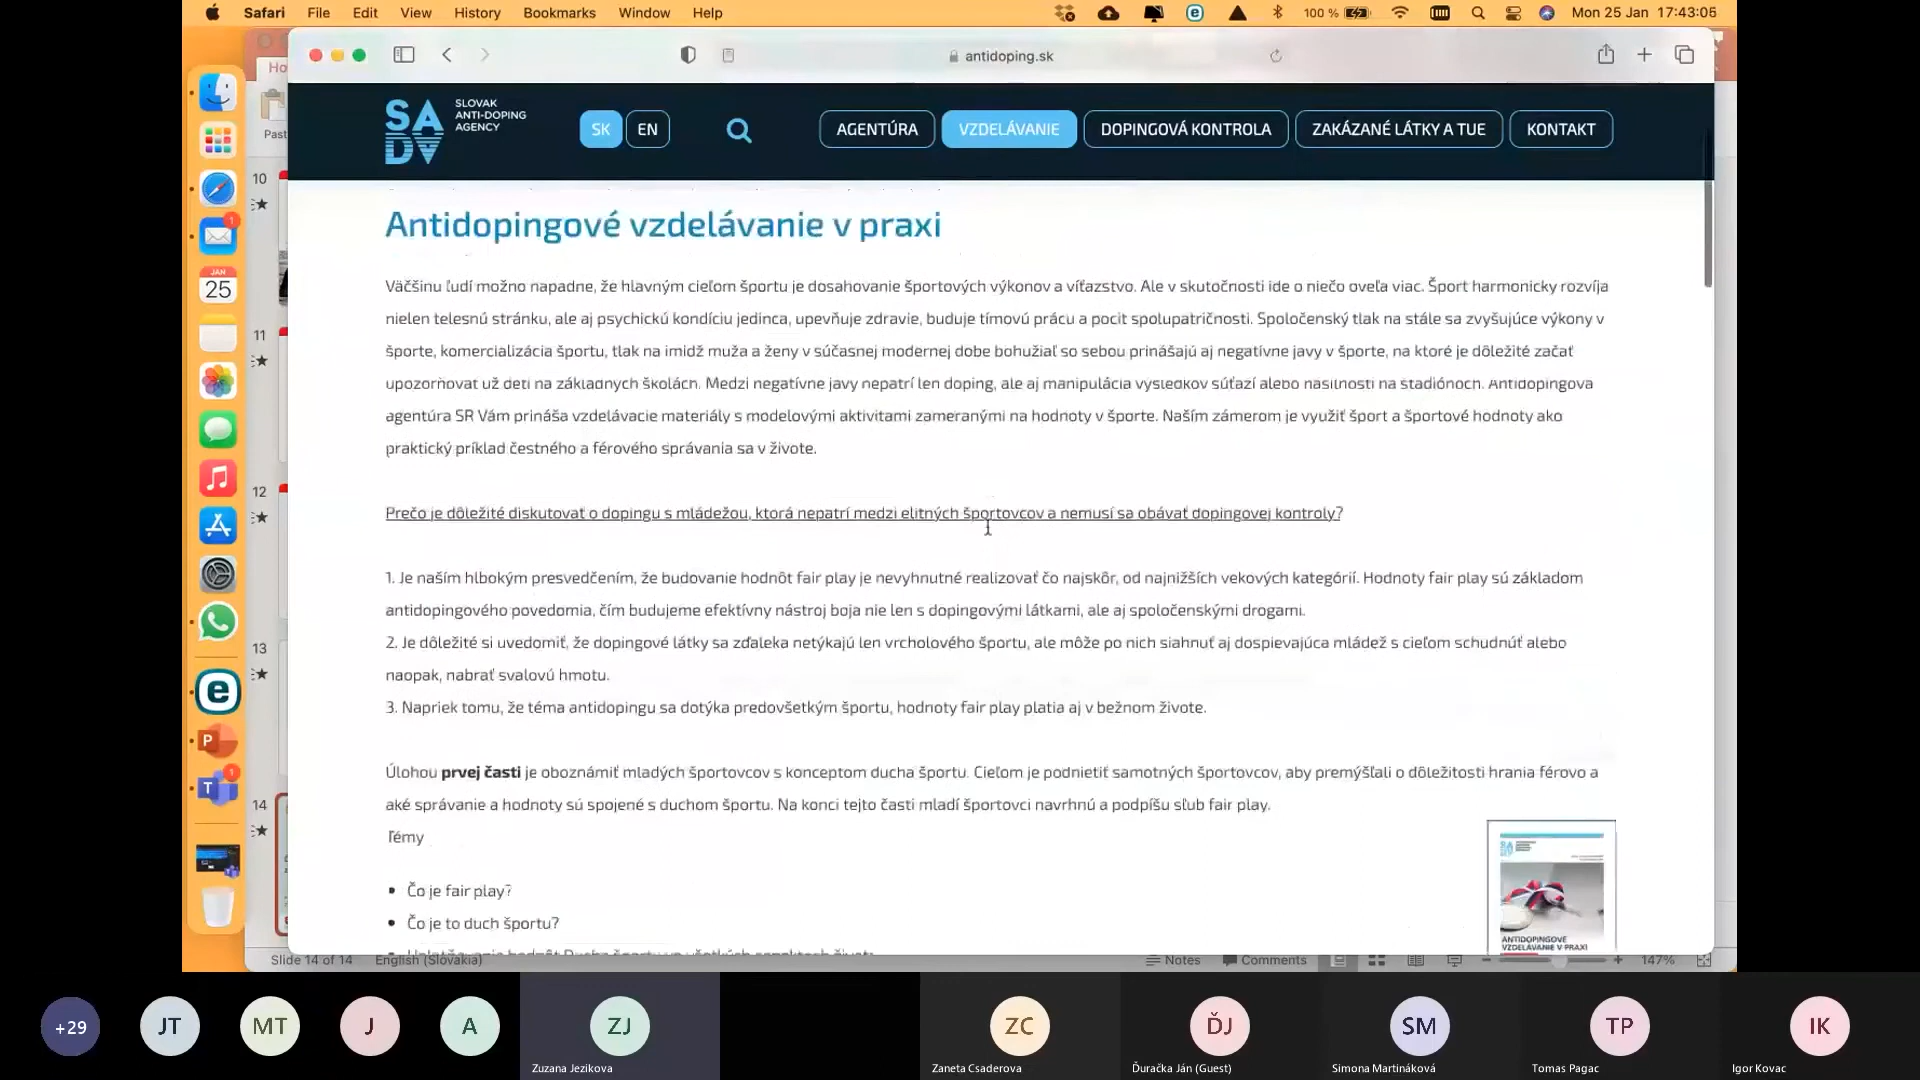 Safari File Edit View History Bookmarks Window Help 100 % Mon 25 Jan 17:43:05
antidoping.sk
Ho
Past
SLOVAK
ANTI-DOPING
AGENCY
SA
DA
SK EN AGENTÚRA VZDELÁVANIE DOPINGOVÁ KONTROLA ZAKÁZANÉ LÁTKY A TUE KONTAKT
Antidopingové vzdelávanie v praxi
Väčšinu ľudí možno napadne, že hlavným cieľom športu je dosahovanie športových výkonov a víťazstvo. Ale v skutočnosti ide o niečo oveľa viac. Šport harmonicky rozvíja
nielen telesnú stránku, ale aj psychickú kondíciu jedinca, upevňuje zdravie, buduje tímovú prácu a pocit spolupatričnosti. Spoločenský tlak na stále sa zvyšujúce výkony v
športe, komercializácia športu, tlak na imidž muža a ženy v súčasnej modernej dobe bohužiaľ so sebou prinášajú aj negatívne javy v športe, na ktoré je dôležité začať
upozorňovať už deti na základných školách. Medzi negatívne javy nepatrí len doping, ale aj manipulácia výsledkov súťaží alebo násilnosti na štadiónoch. Antidopingová
agentúra SR Vám prináša vzdelávacie materiály s modelovými aktivitami zameranými na hodnoty v športe. Naším zámerom je využiť šport a športové hodnoty ako
praktický príklad čestného a férového správania sa v živote.
Prečo je dôležité diskutovať o dopingu s mládežou, ktorá nepatrí medzi elitných športovcov a nemusí sa obávať dopingovej kontroly?
1. Je naším hlbokým presvedčením, že budovanie hodnôt fair play je nevyhnutné realizovať čo najskôr, od najnižších vekových kategórií. Hodnoty fair play sú základom
antidopingového povedomia, čím budujeme efektívny nástroj boja nie len s dopingovými látkami, ale aj spoločenskými drogami.
2. Je dôležité si uvedomiť, že dopingové látky sa zďaleka netýkajú len vrcholového športu, ale môže po nich siahnuť aj dospievajúca mládež s cieľom schudnúť alebo
naopak, nabrať svalovú hmotu.
3. Napriek tomu, že téma antidopingu sa dotýka predovšetkým športu, hodnoty fair play platia aj v bežnom živote.
Úlohou prvej časti je oboznámiť mladých športovcov s konceptom ducha športu. Cieľom je podnietiť samotných športovcov, aby premýšľali o dôležitosti hrania férovo a
aké správanie a hodnoty sú spojené s duchom športu. Na konci tejto časti mladí športovci navrhnú a podpíšu sľub fair play.
Témy
Čo je fair play?
Čo je to duch športu?
ANTIDOPINGOVÉ
VZDELÁVANIE V PRAXI
10
11
12
13
14
JAN
25
Slide 14 of 14 English (Slovakia) Notes Comments 147%
+29 JT MT J A ZJ ZC ĎJ SM TP IK
Zuzana Jezikova Zaneta Csaderova Ďuračka Ján (Guest) Simona Martináková Tomas Pagac Igor Kovac